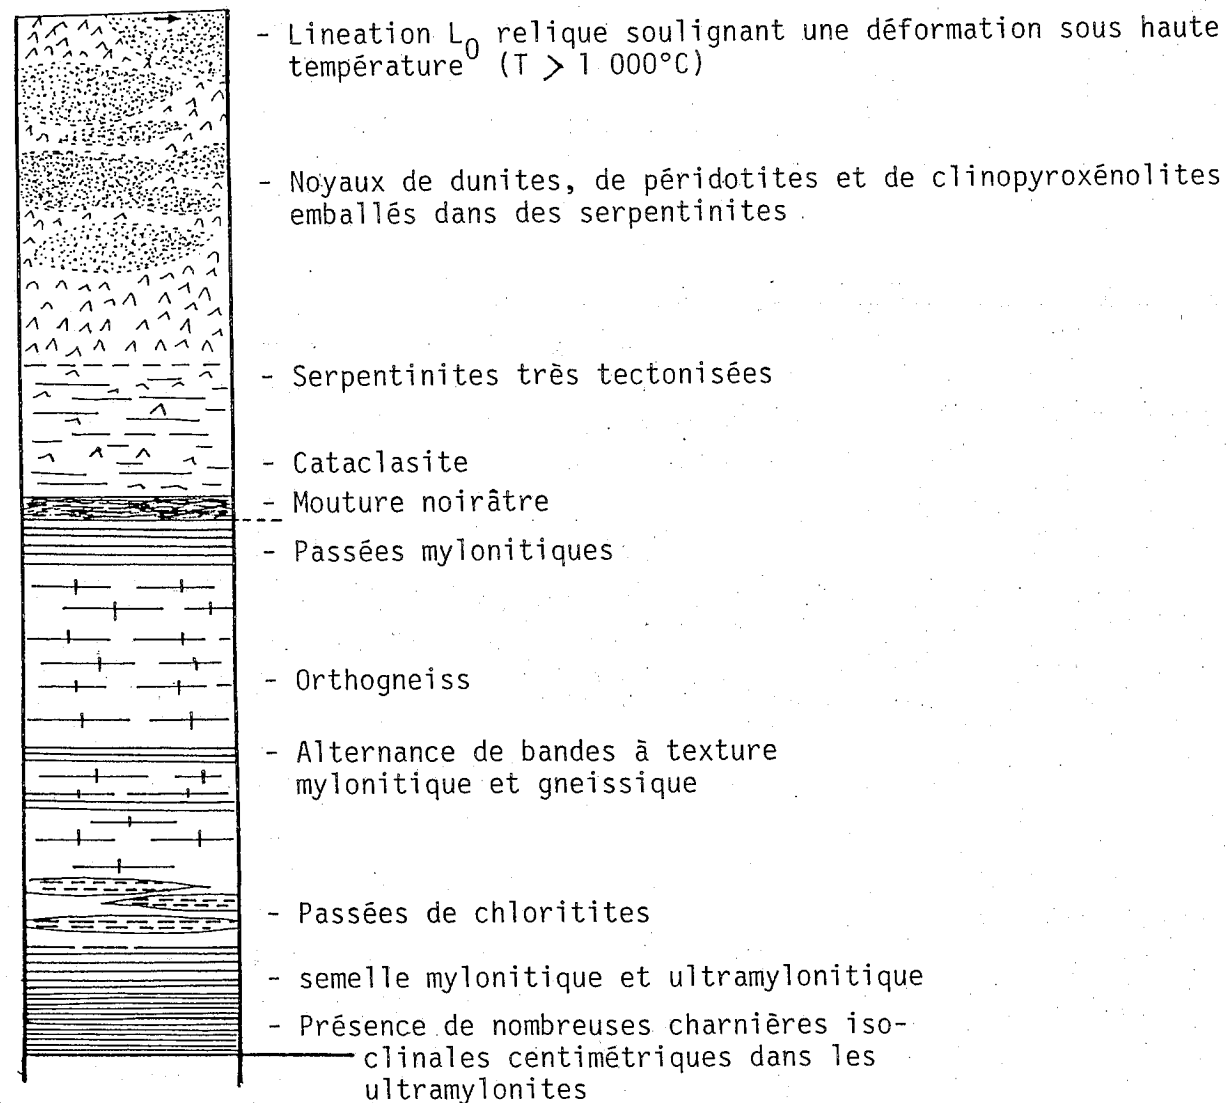 - Lineation L0 relique soulignant une déformation sous haute
température (T > 1 000°C)
- Noyaux de dunites, de péridotites et de clinopyroxénolites
emballés dans des serpentinites
- Serpentinites très tectonisées
- Cataclasite
- Mouture noirâtre
- Passées mylonitiques
- Orthogneiss
- Alternance de bandes à texture
mylonitique et gneissique
- Passées de chloritites
- semelle mylonitique et ultramylonitique
- Présence de nombreuses charnières iso-
clinales centimétriques dans les
ultramylonites